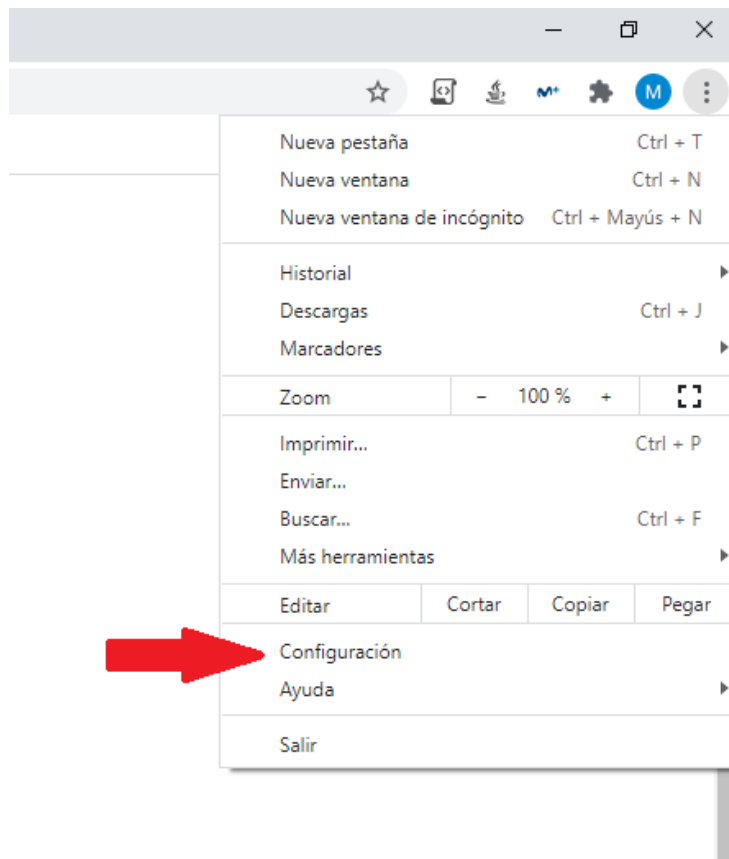 M+ M
Nueva pestaña Ctrl + T
Nueva ventana Ctrl + N
Nueva ventana de incógnito Ctrl + Mayús + N
Historial
Descargas Ctrl + J
Marcadores
Zoom - 100 % +
Imprimir... Ctrl + P
Enviar...
Buscar... Ctrl + F
Más herramientas
Editar Cortar Copiar Pegar
Configuración
Ayuda
Salir